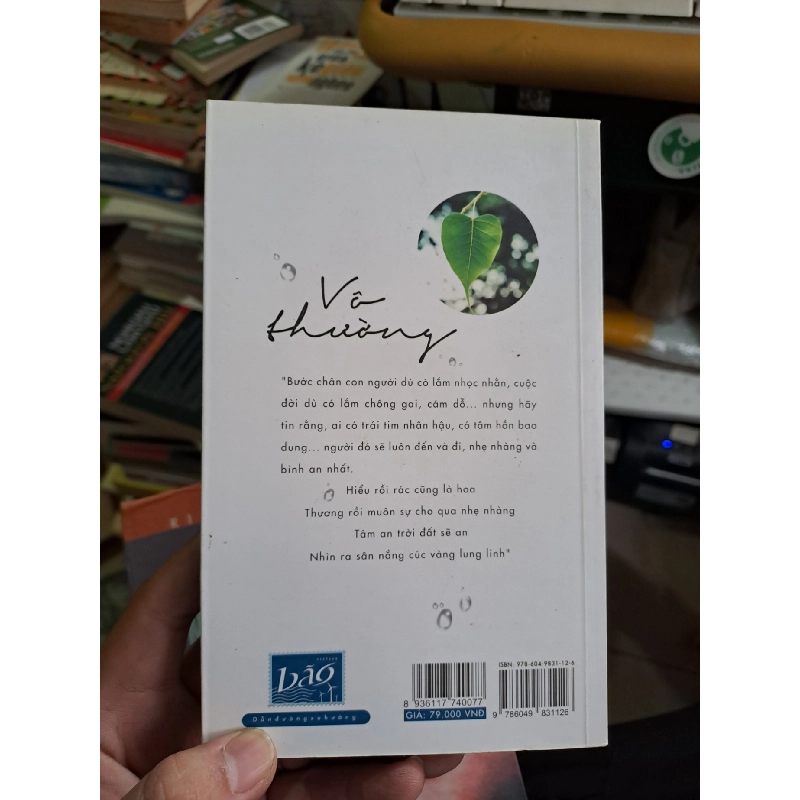 Vô
thường
"Bước chân con người dù có lắm nhọc nhằn, cuộc
đời dù có lắm chông gai, cám dỗ... nhưng hãy
tin rằng, ai có trái tim nhân hậu, có tâm hồn bao
dung... người đó sẽ luôn đến và đi, nhẹ nhàng và
bình an nhất.
Hiểu rồi rác cũng là hoa
Thương rồi muôn sự cho qua nhẹ nhàng
Tâm an trời đất sẽ an
Nhìn ra sân nắng cúc vàng lung linh"
bão
Dẫn đường xu hướng
8 936117 740077
GIÁ: 79.000 VNĐ
ISBN: 978-604-9831-12-6
9 786049 831126